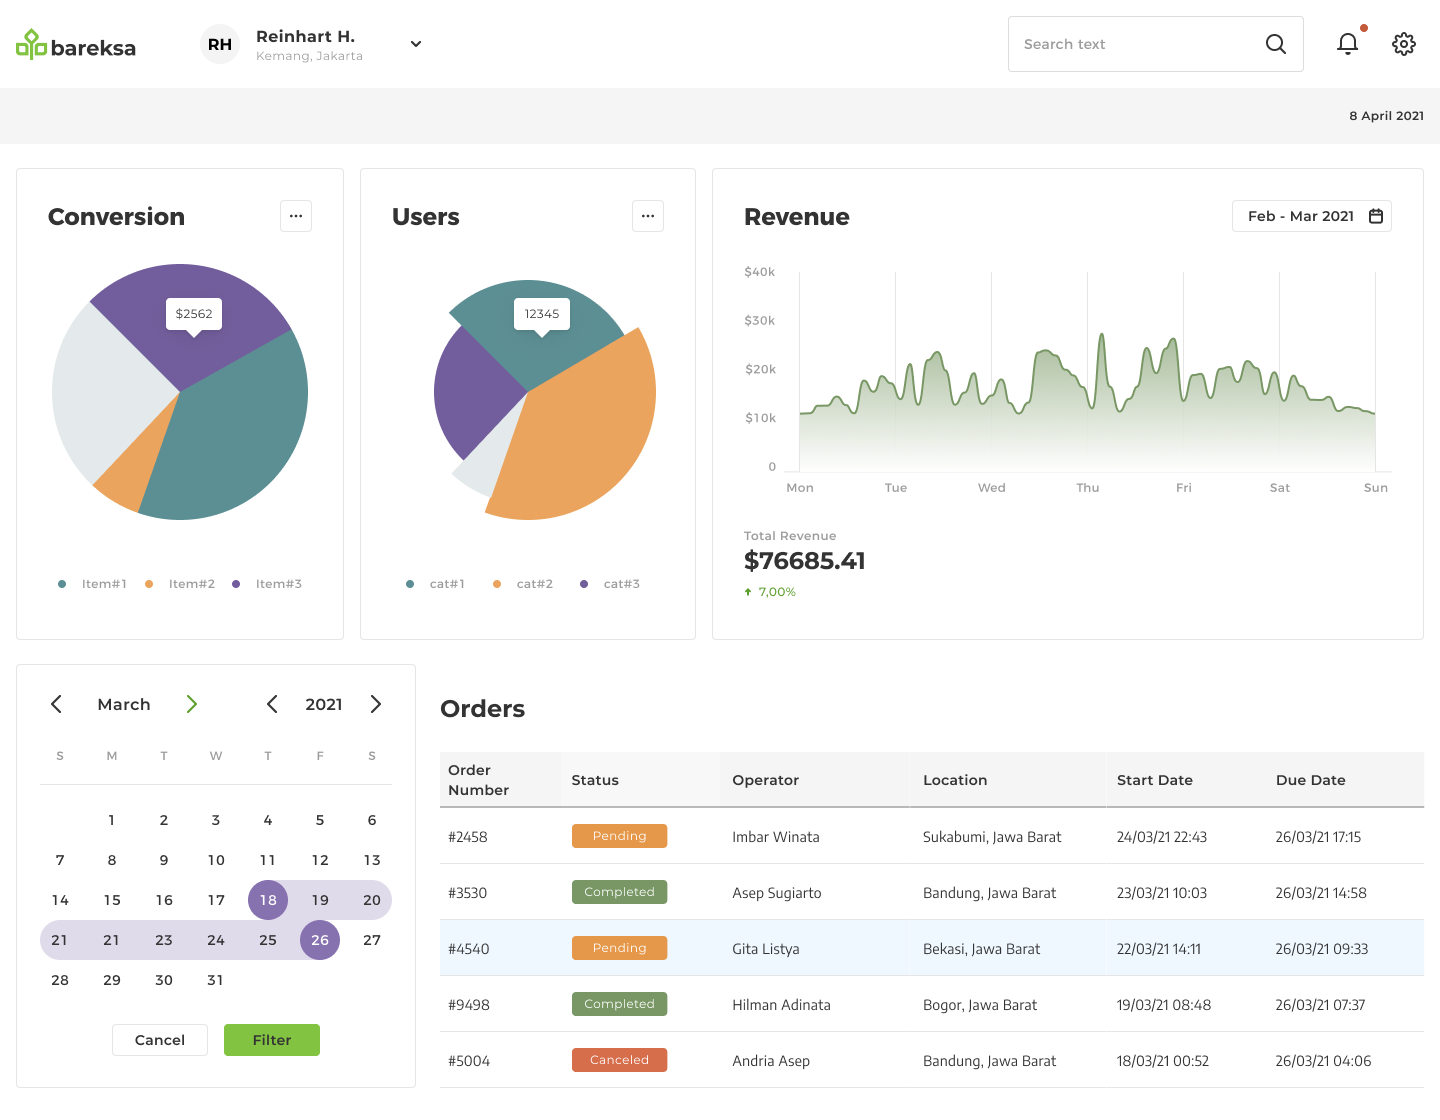 bareksa
RH
Reinhart H.
Kemang, Jakarta
Search text
8 April 2021
Conversion
...
$2562
Item#1 Item#2 Item#3
Users
...
12345
cat#1 cat#2 cat#3
Revenue
Feb - Mar 2021
$40k
$30k
$20k
$10k
0
Mon Tue Wed Thu Fri Sat Sun
Total Revenue
$76685.41
7,00%
March 2021
S M T W T F S
1 2 3 4 5 6
7 8 9 10 11 12 13
14 15 16 17 18 19 20
21 21 23 24 25 26 27
28 29 30 31
Cancel Filter
Orders
Order Number Status Operator Location Start Date Due Date
#2458 Pending Imbar Winata Sukabumi, Jawa Barat 24/03/21 22:43 26/03/21 17:15
#3530 Completed Asep Sugiarto Bandung, Jawa Barat 23/03/21 10:03 26/03/21 14:58
#4540 Pending Gita Listya Bekasi, Jawa Barat 22/03/21 14:11 26/03/21 09:33
#9498 Completed Hilman Adinata Bogor, Jawa Barat 19/03/21 08:48 26/03/21 07:37
#5004 Canceled Andria Asep Bandung, Jawa Barat 18/03/21 00:52 26/03/21 04:06